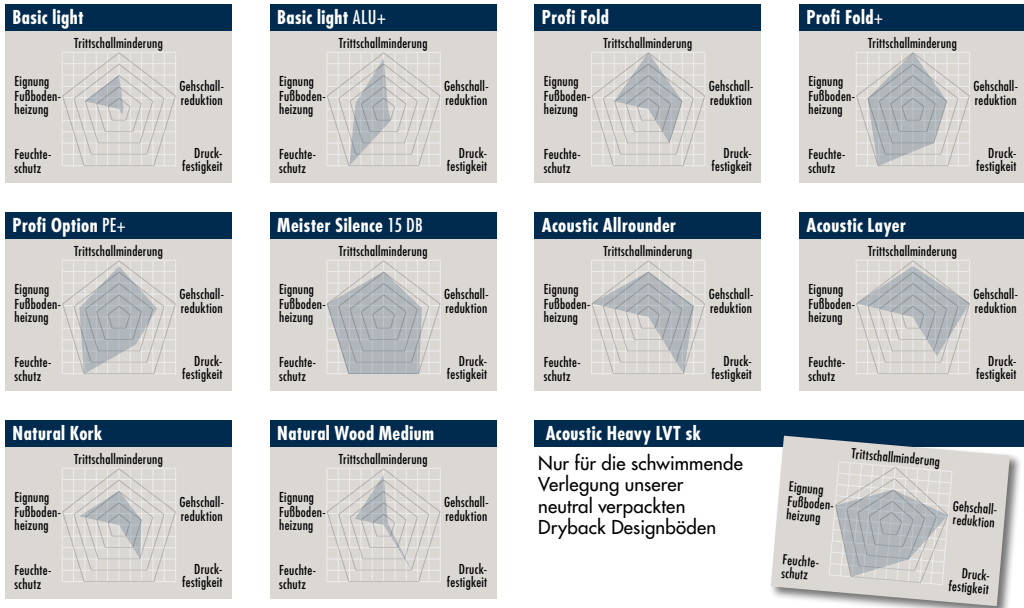 Basic light
Trittschallminderung
Eignung
Fußboden-
heizung
Gehschall-
reduktion
Feuchte-
schutz
Druck-
festigkeit
Basic light ALU+
Trittschallminderung
Eignung
Fußboden-
heizung
Gehschall-
reduktion
Feuchte-
schutz
Druck-
festigkeit
Profi Fold
Trittschallminderung
Eignung
Fußboden-
heizung
Gehschall-
reduktion
Feuchte-
schutz
Druck-
festigkeit
Profi Fold+
Trittschallminderung
Eignung
Fußboden-
heizung
Gehschall-
reduktion
Feuchte-
schutz
Druck-
festigkeit
Profi Option PE+
Trittschallminderung
Eignung
Fußboden-
heizung
Gehschall-
reduktion
Feuchte-
schutz
Druck-
festigkeit
Meister Silence 15 DB
Trittschallminderung
Eignung
Fußboden-
heizung
Gehschall-
reduktion
Feuchte-
schutz
Druck-
festigkeit
Acoustic Allrounder
Trittschallminderung
Eignung
Fußboden-
heizung
Gehschall-
reduktion
Feuchte-
schutz
Druck-
festigkeit
Acoustic Layer
Trittschallminderung
Eignung
Fußboden-
heizung
Gehschall-
reduktion
Feuchte-
schutz
Druck-
festigkeit
Natural Kork
Trittschallminderung
Eignung
Fußboden-
heizung
Gehschall-
reduktion
Feuchte-
schutz
Druck-
festigkeit
Natural Wood Medium
Trittschallminderung
Eignung
Fußboden-
heizung
Gehschall-
reduktion
Feuchte-
schutz
Druck-
festigkeit
Acoustic Heavy LVT sk
Nur für die schwimmende
Verlegung unserer
neutral verpackten
Dryback Designböden
Trittschallminderung
Eignung
Fußboden-
heizung
Gehschall-
reduktion
Feuchte-
schutz
Druck-
festigkeit